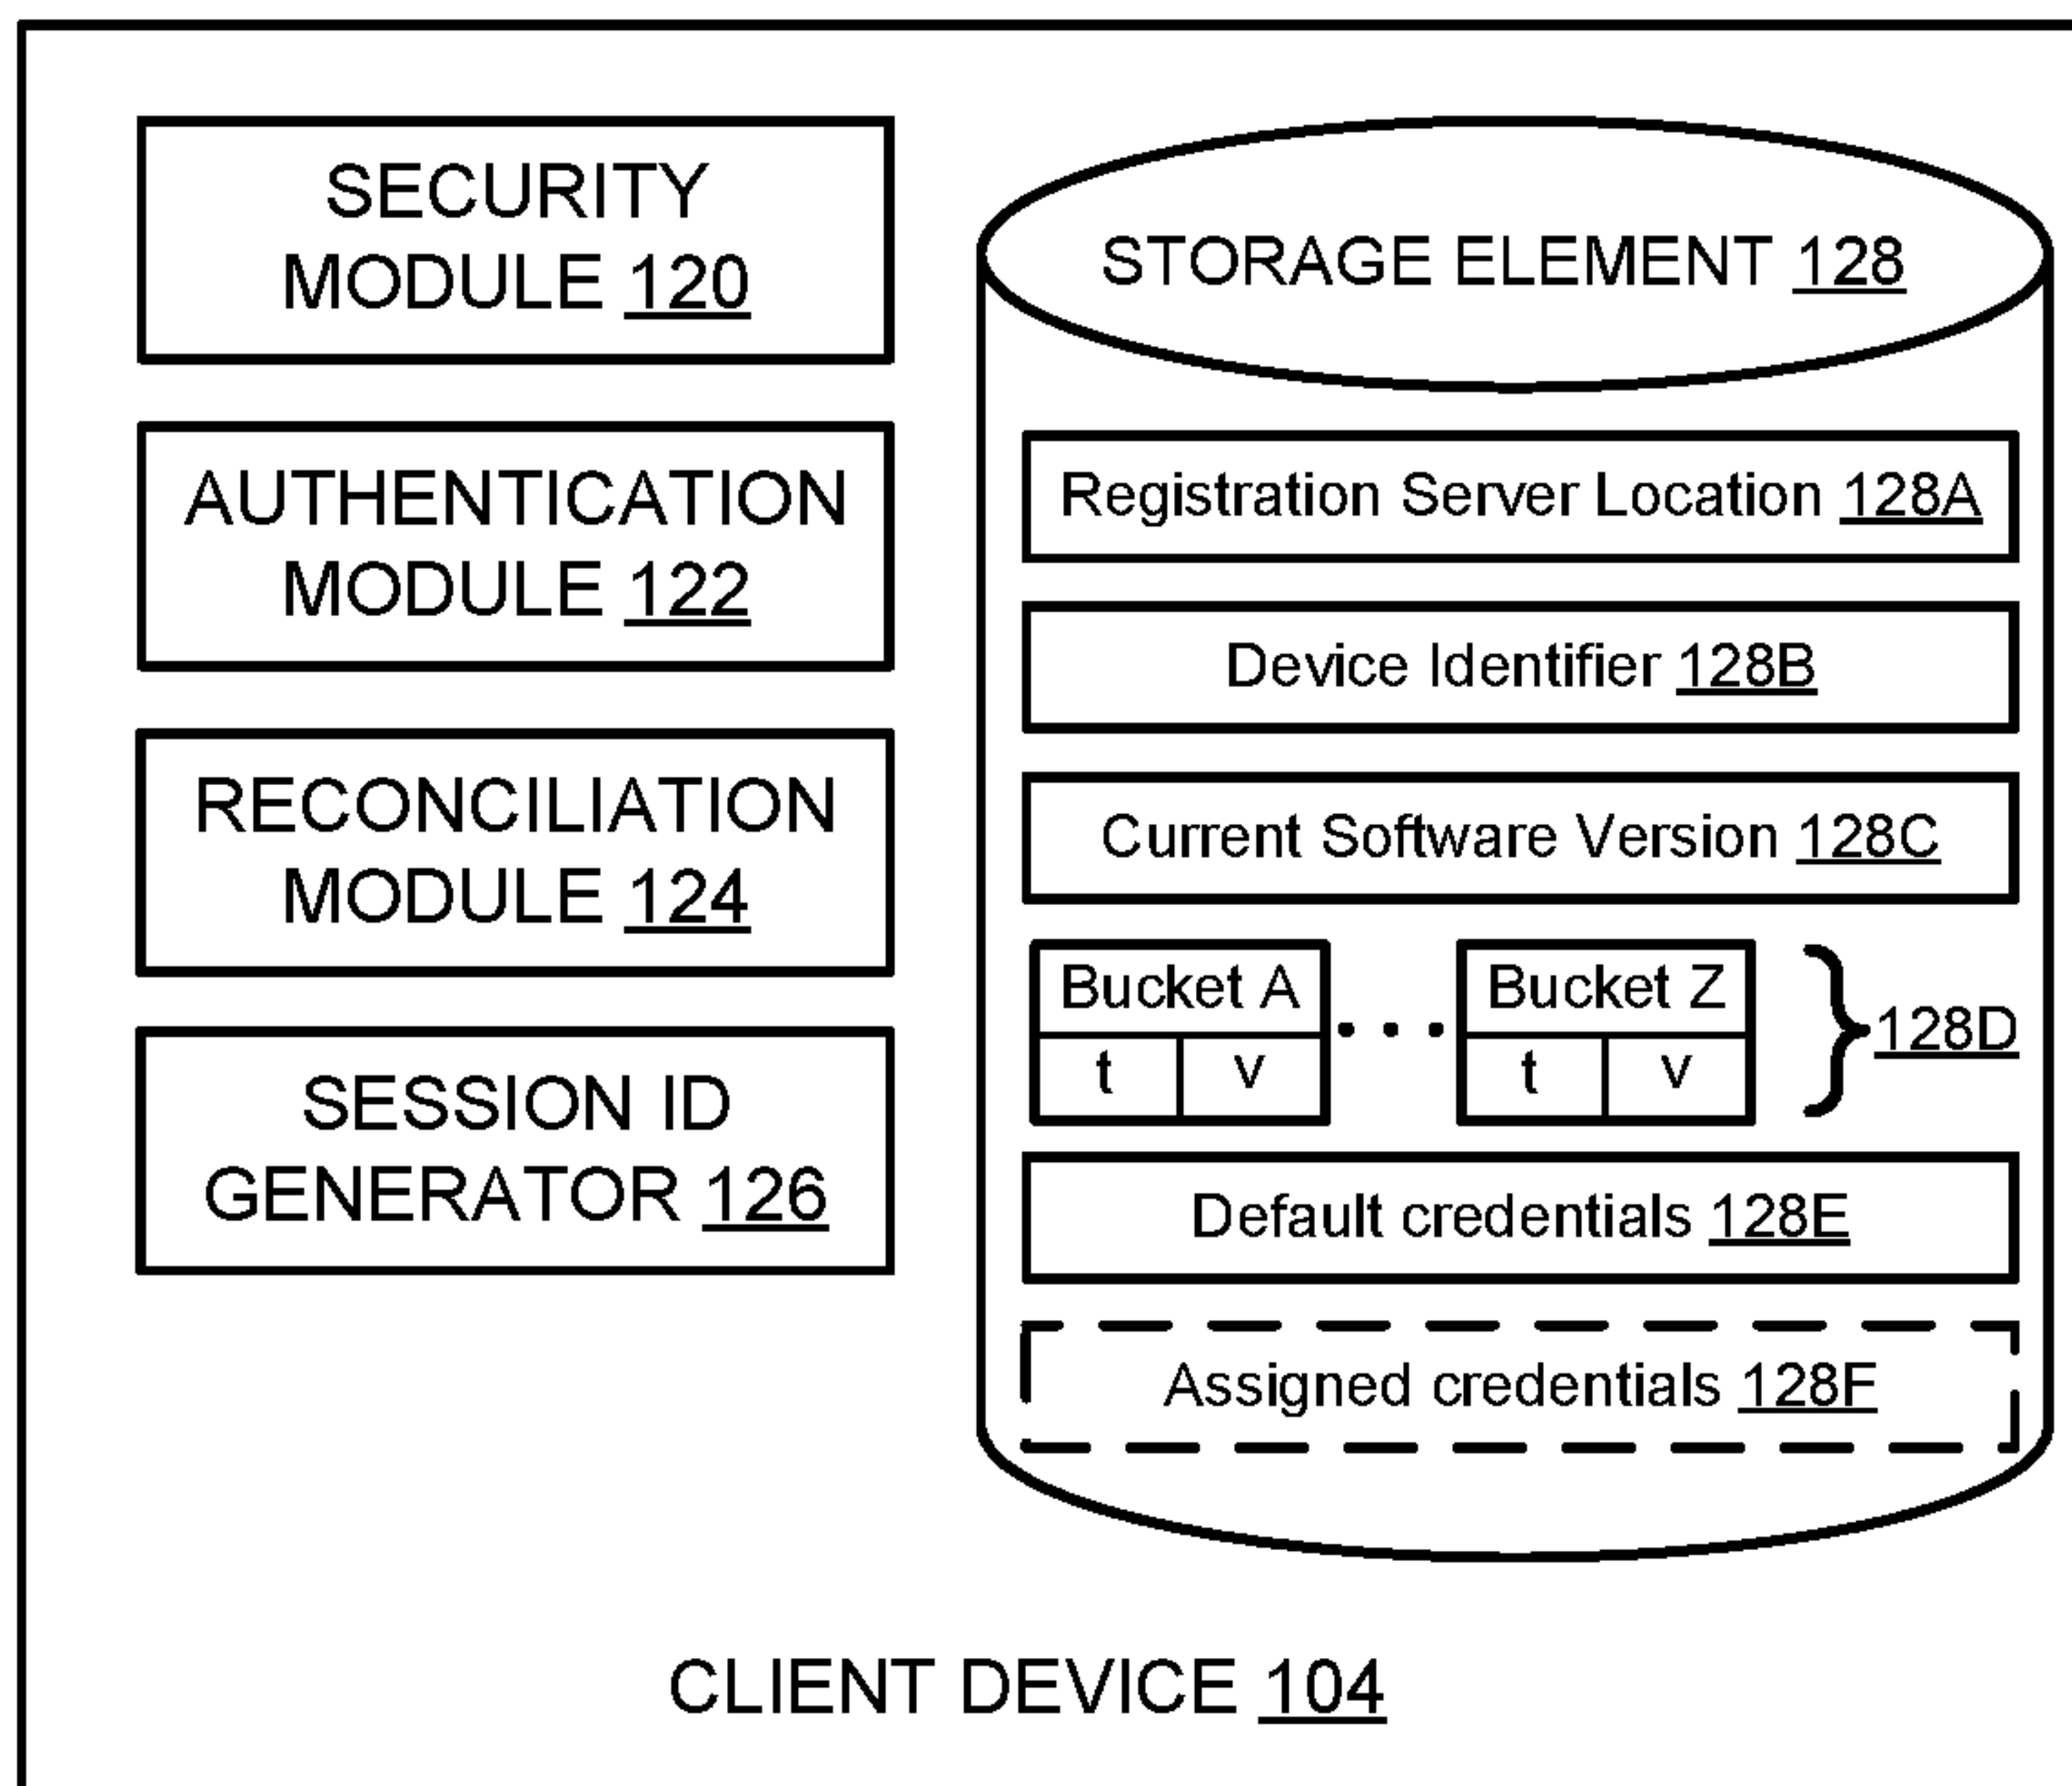 SECURITY
MODULE 120
AUTHENTICATION
MODULE 122
RECONCILIATION
MODULE 124
SESSION ID
GENERATOR 126
STORAGE ELEMENT 128
Registration Server Location 128A
Device Identifier 128B
Current Software Version 128C
Bucket A ... Bucket Z
t v t v
128D
Default credentials 128E
Assigned credentials 128F
CLIENT DEVICE 104